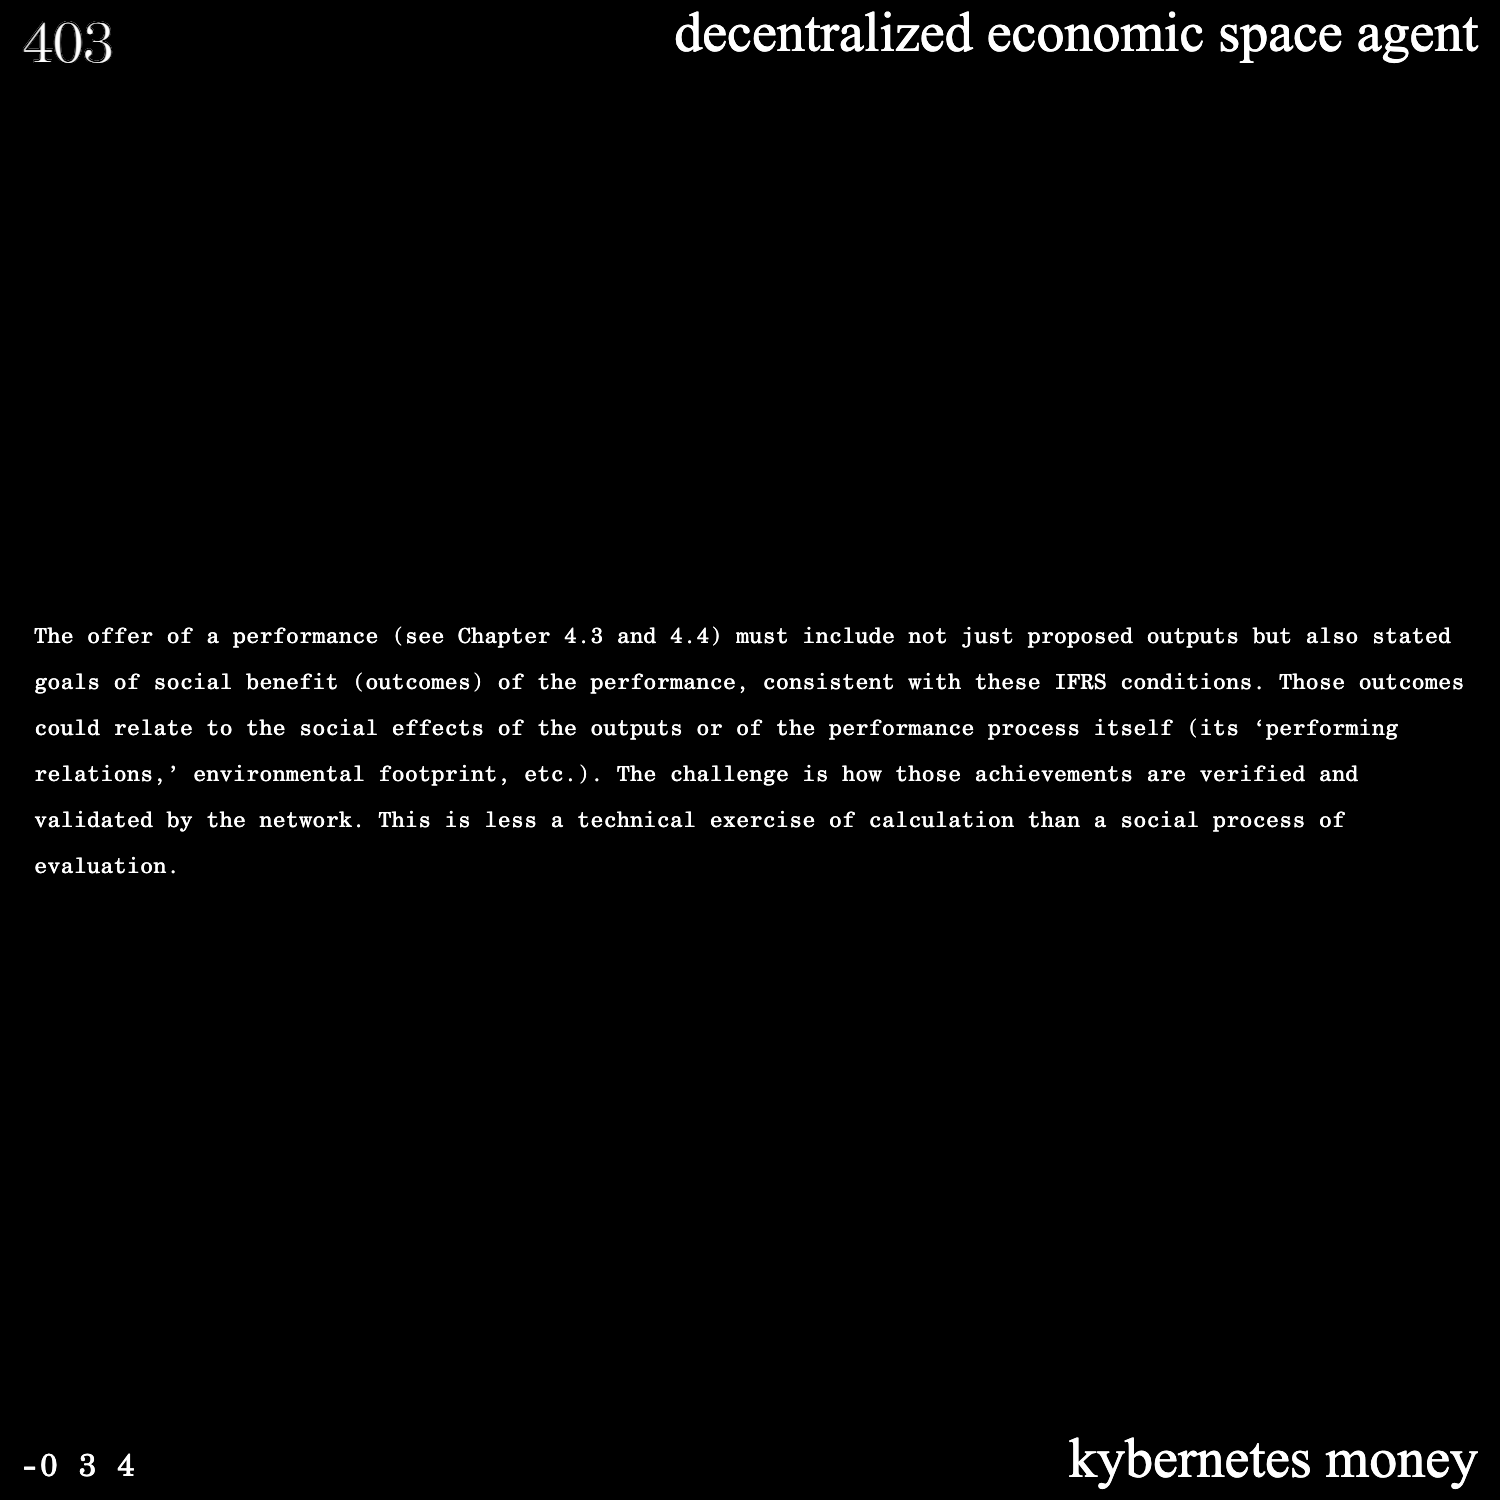 403
decentralized economic space agent
The offer of a performance (see Chapter 4.3 and 4.4) must include not just proposed outputs but also stated
goals of social benefit (outcomes) of the performance, consistent with these IFRS conditions. Those outcomes
could relate to the social effects of the outputs or of the performance process itself (its ‘performing
relations,’ environmental footprint, etc.). The challenge is how those achievements are verified and
validated by the network. This is less a technical exercise of calculation than a social process of
evaluation.
-0 3 4
kybernetes money